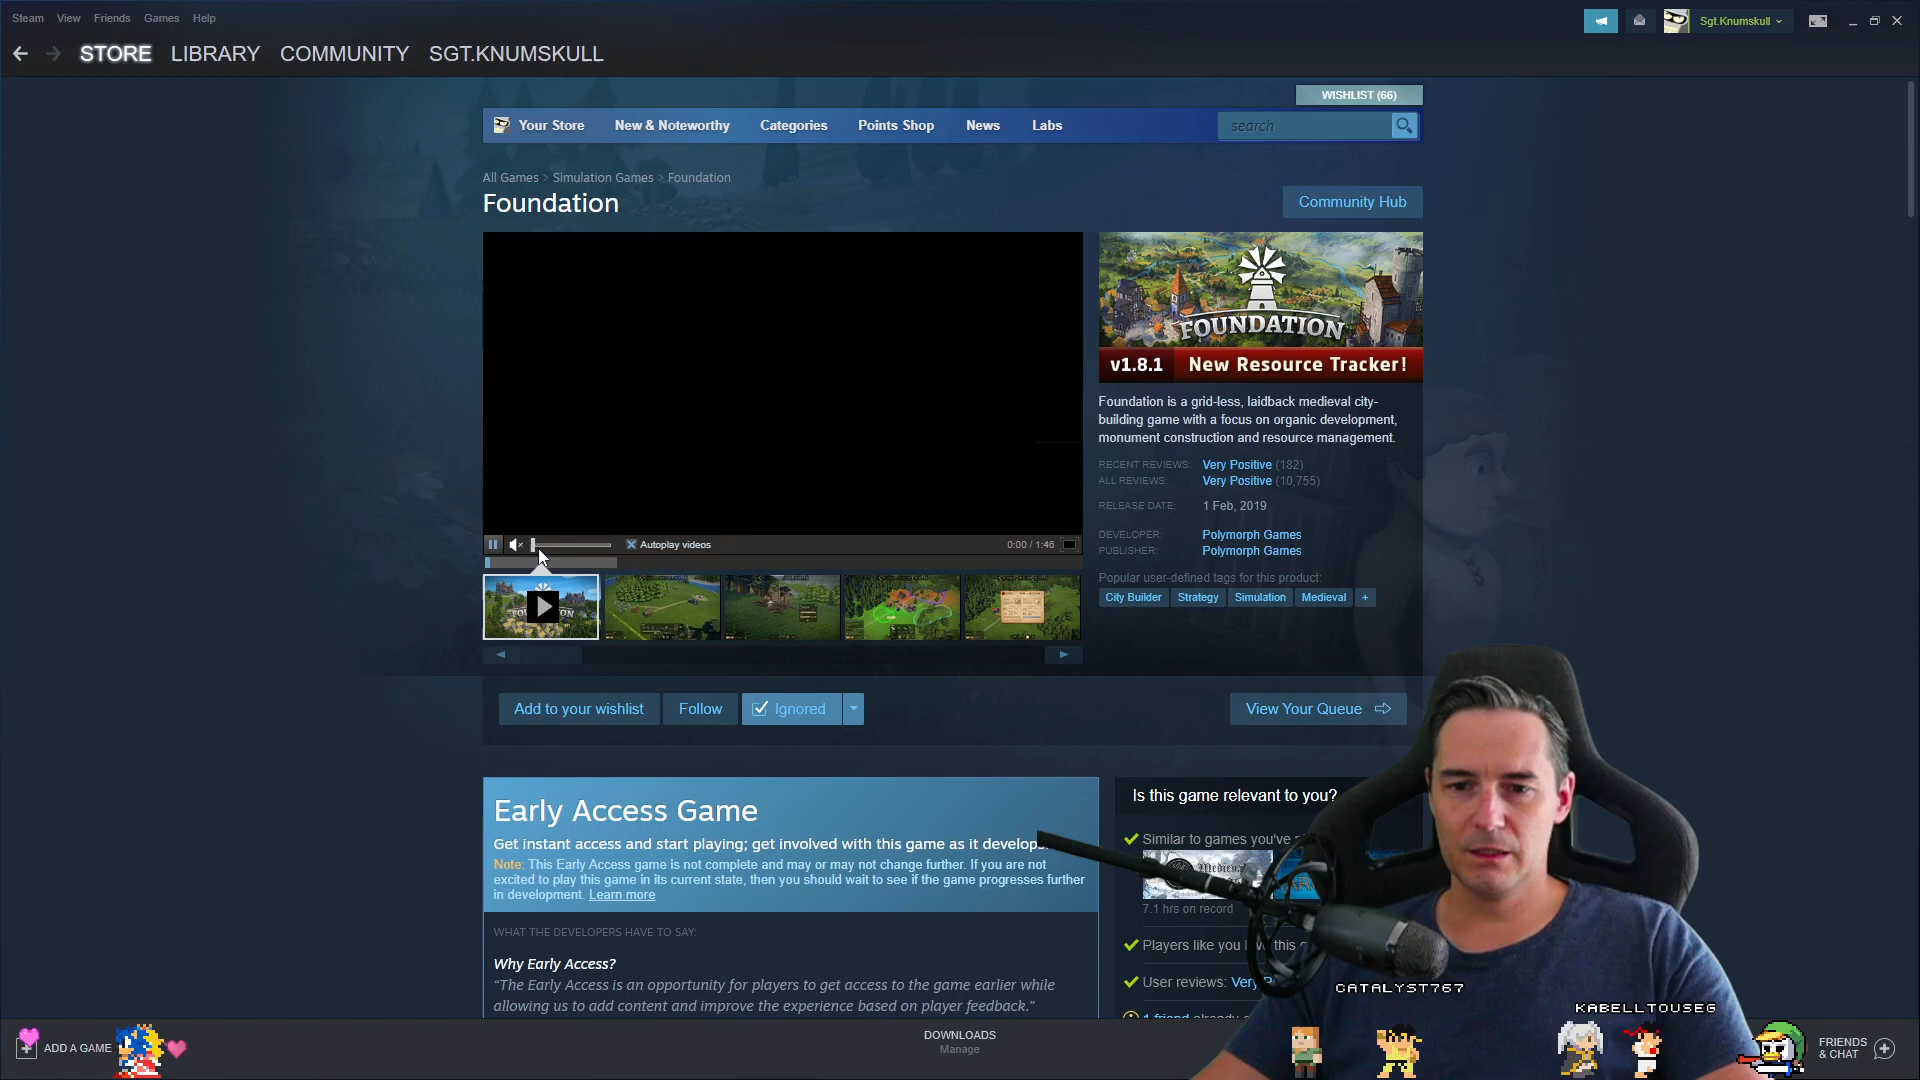 Steam View Friends Games Help
Sgt.Knumskull
STORE LIBRARY COMMUNITY SGT.KNUMSKULL
WISHLIST (66)
Your Store New & Noteworthy Categories Points Shop News Labs search
All Games > Simulation Games > Foundation
Foundation
Community Hub
FOUNDATION
v1.8.1 New Resource Tracker!
Foundation is a grid-less, laidback medieval city-
building game with a focus on organic development,
monument construction and resource management.
RECENT REVIEWS: Very Positive (182)
ALL REVIEWS: Very Positive (10,755)
RELEASE DATE: 1 Feb, 2019
DEVELOPER: Polymorph Games
PUBLISHER: Polymorph Games
Popular user-defined tags for this product:
City Builder Strategy Simulation Medieval +
Autoplay videos 0:00 / 1:46
Add to your wishlist Follow Ignored View Your Queue
Early Access Game
Get instant access and start playing; get involved with this game as it develops.
Note: This Early Access game is not complete and may or may not change further. If you are not
excited to play this game in its current state, then you should wait to see if the game progresses further
in development. Learn more
WHAT THE DEVELOPERS HAVE TO SAY:
Why Early Access?
“The Early Access is an opportunity for players to get access to the game earlier while
allowing us to add content and improve the experience based on player feedback.”
Is this game relevant to you?
Similar to games you've
Medieval
7.1 hrs on record
Players like you this
User reviews: Very
1 friend already
CATALYST767
KABELLTOUSEG
ADD A GAME
DOWNLOADS
Manage
FRIENDS
& CHAT